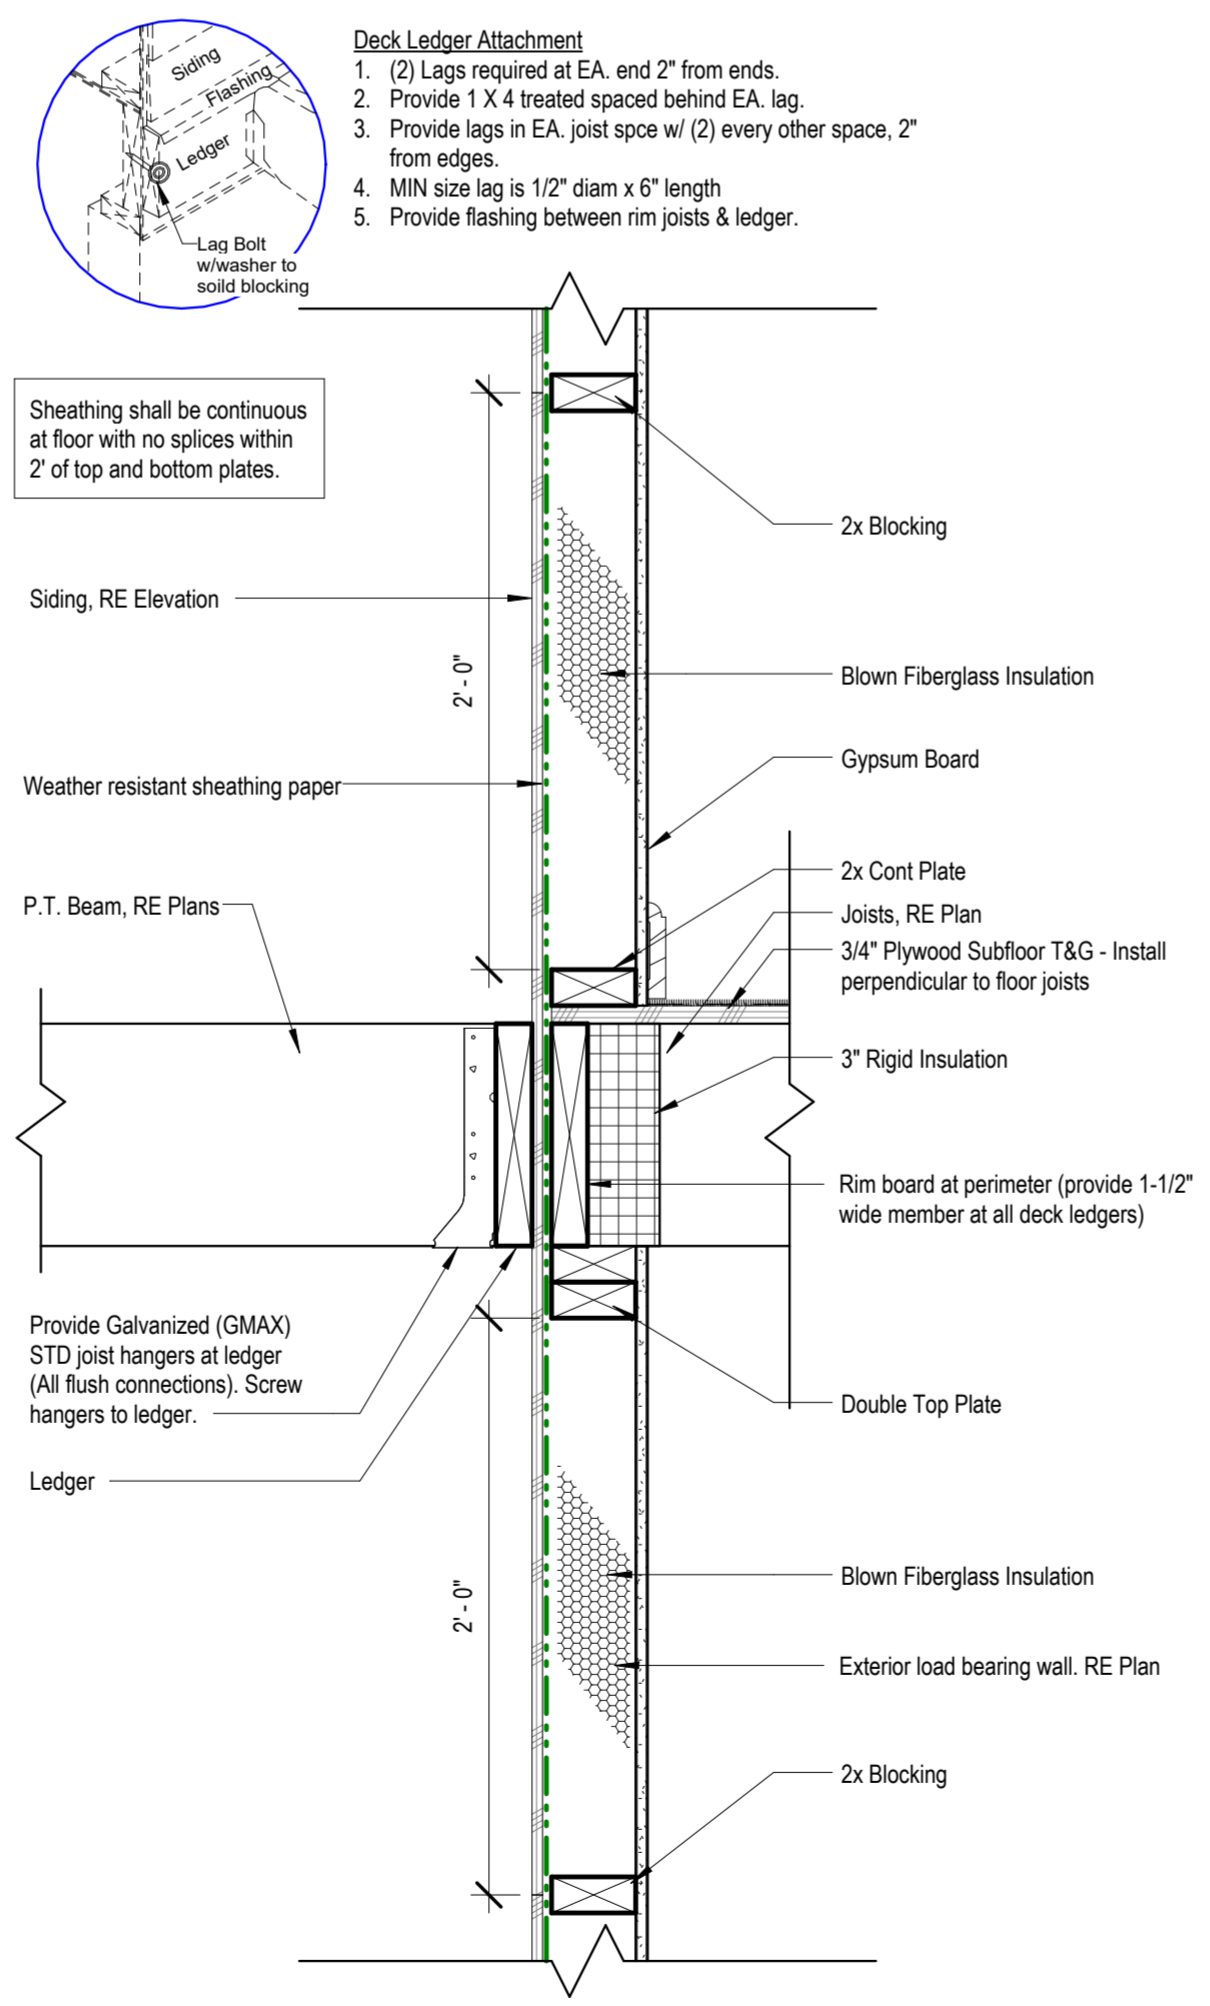 Siding
Flashing
Ledger
Lag Bolt
w/washer to
soild blocking
Deck Ledger Attachment
1. (2) Lags required at EA. end 2" from ends.
2. Provide 1 X 4 treated spaced behind EA. lag.
3. Provide lags in EA. joist spce w/ (2) every other space, 2"
from edges.
4. MIN size lag is 1/2" diam x 6" length
5. Provide flashing between rim joists & ledger.
Sheathing shall be continuous
at floor with no splices within
2' of top and bottom plates.
2x Blocking
Siding, RE Elevation
2' - 0"
Blown Fiberglass Insulation
Gypsum Board
Weather resistant sheathing paper
2x Cont Plate
P.T. Beam, RE Plans
Joists, RE Plan
3/4" Plywood Subfloor T&G - Install
perpendicular to floor joists
3" Rigid Insulation
Rim board at perimeter (provide 1-1/2"
wide member at all deck ledgers)
Provide Galvanized (GMAX)
STD joist hangers at ledger
(All flush connections). Screw
hangers to ledger.
Double Top Plate
Ledger
2' - 0"
Blown Fiberglass Insulation
Exterior load bearing wall. RE Plan
2x Blocking